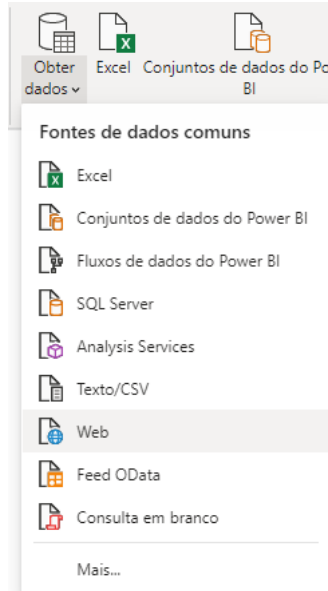 Obter dados
Excel
Conjuntos de dados do
BI
Fontes de dados comuns
Excel
Conjuntos de dados do Power BI
Fluxos de dados do Power BI
SQL Server
Analysis Services
Texto/CSV
Web
Feed OData
Consulta em branco
Mais...